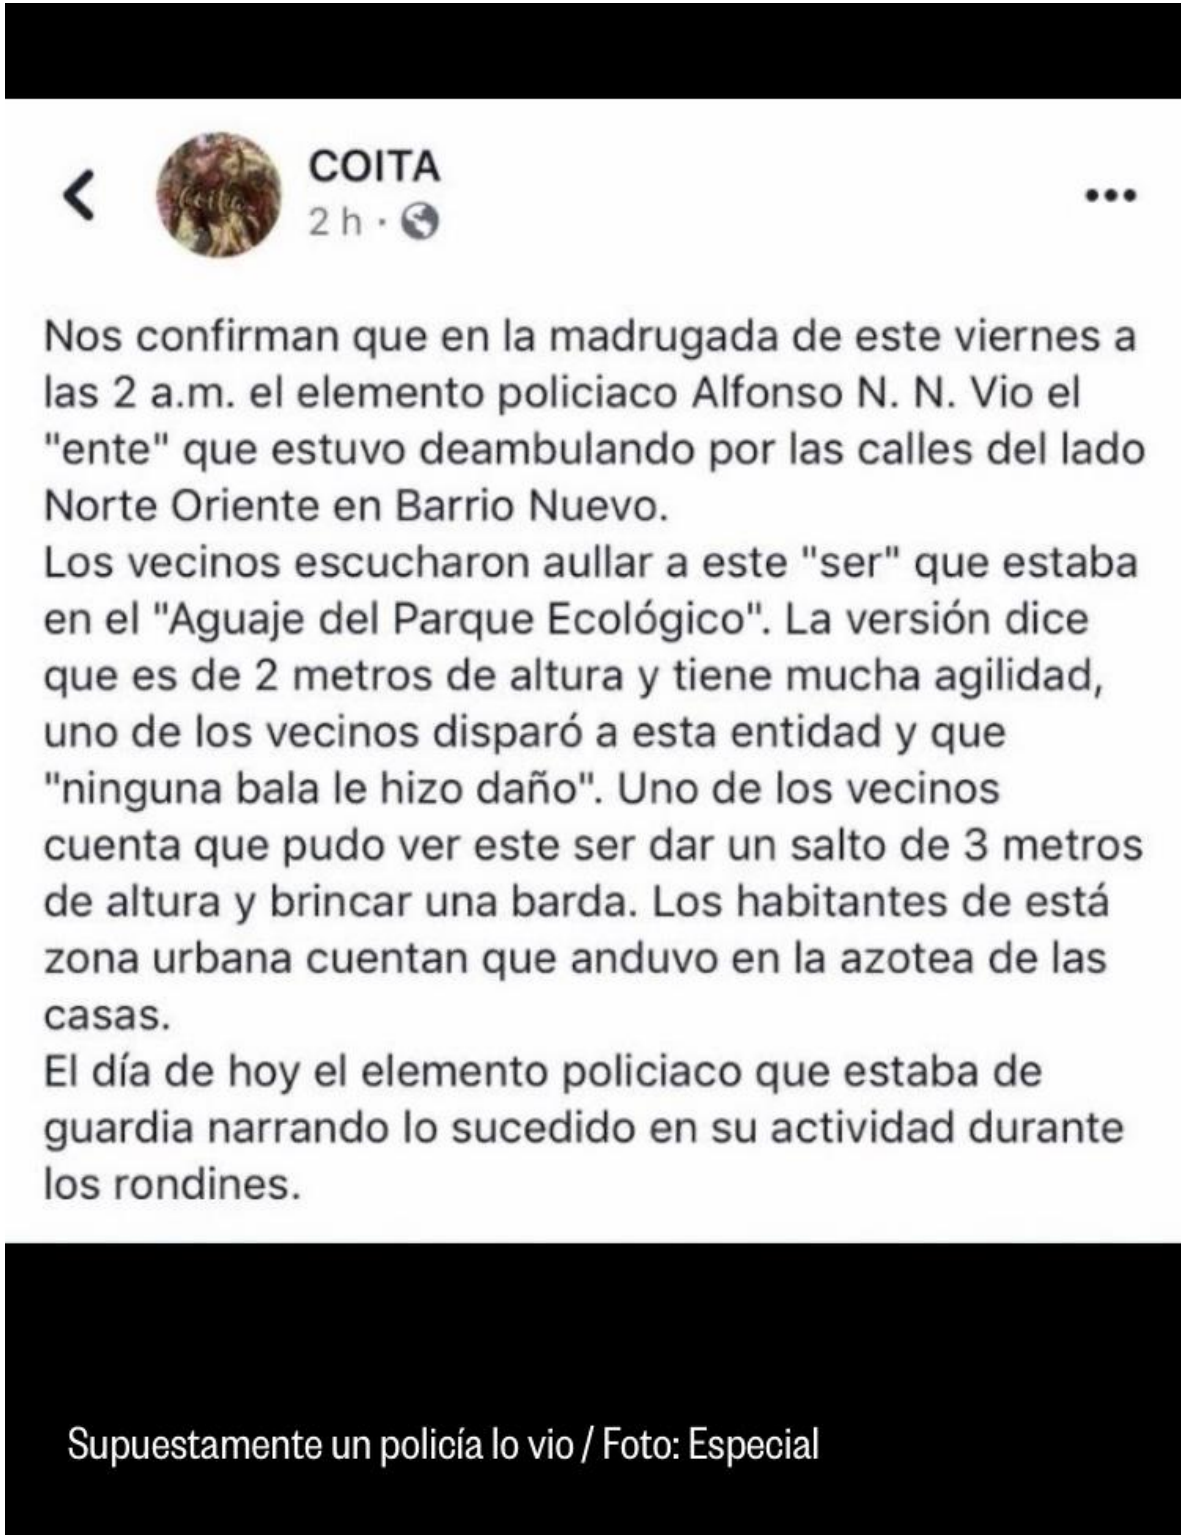 COITA
2 h ·
Nos confirman que en la madrugada de este viernes a
las 2 a.m. el elemento policiaco Alfonso N. N. Vio el
"ente" que estuvo deambulando por las calles del lado
Norte Oriente en Barrio Nuevo.
Los vecinos escucharon aullar a este "ser" que estaba
en el "Aguaje del Parque Ecológico". La versión dice
que es de 2 metros de altura y tiene mucha agilidad,
uno de los vecinos disparó a esta entidad y que
"ninguna bala le hizo daño". Uno de los vecinos
cuenta que pudo ver este ser dar un salto de 3 metros
de altura y brincar una barda. Los habitantes de está
zona urbana cuentan que anduvo en la azotea de las
casas.
El día de hoy el elemento policiaco que estaba de
guardia narrando lo sucedido en su actividad durante
los rondines.
Supuestamente un policía lo vio / Foto: Especial